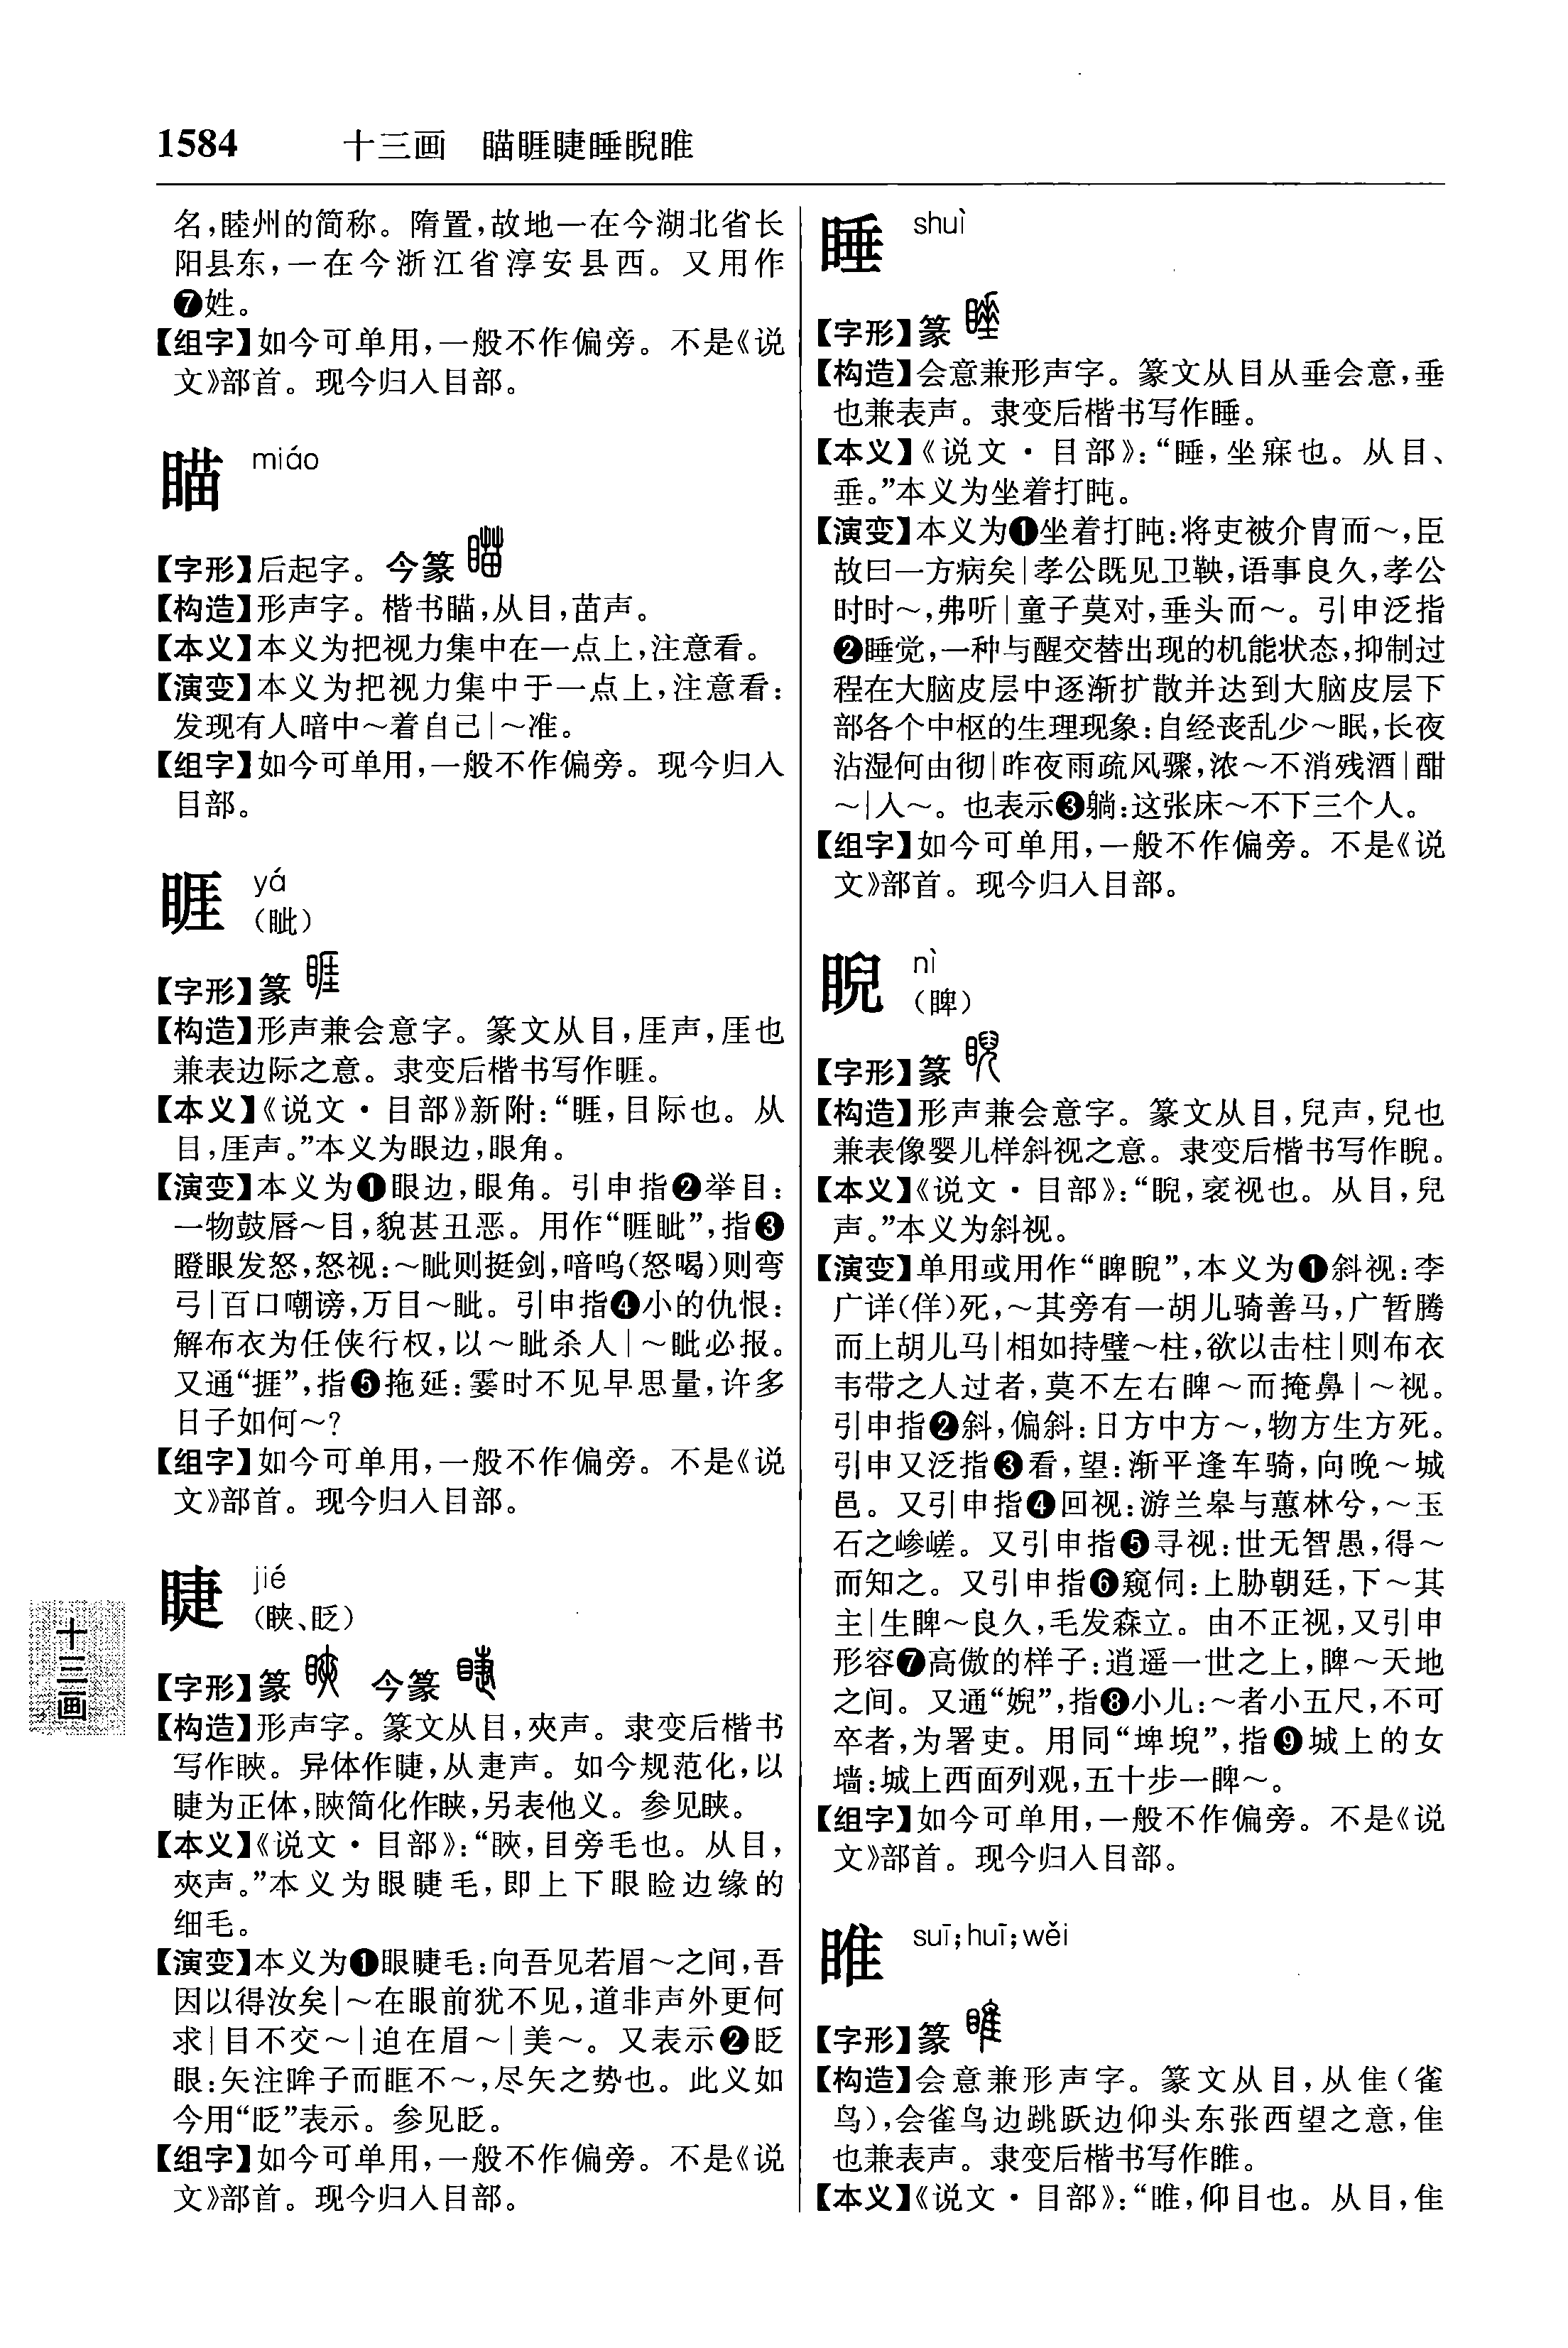 1584 十三画 瞄睚睫睡睨睢
名,睦州的简称。隋置,故地一在今湖北省长
阳县东,一在今浙江省淳安县西。又用作
❼姓。
【组字】如今可单用,一般不作偏旁。不是《说
文》部首。现今归入目部。
瞄 miáo
【字形】后起字。今篆
【构造】形声字。楷书瞄,从目,苗声。
【本义】本义为把视力集中在一点上,注意看。
【演变】本义为把视力集中于一点上,注意看:
发现有人暗中～着自己|～准。
【组字】如今可单用,一般不作偏旁。现今归入
目部。
睚 yá
(眦)
【字形】篆
【构造】形声兼会意字。篆文从目,厓声,厓也
兼表边际之意。隶变后楷书写作睚。
【本义】《说文·目部》新附:“睚,目际也。从
目,厓声。”本义为眼边,眼角。
【演变】本义为❶眼边,眼角。引申指❷举目:
一物鼓唇～目,貌甚丑恶。用作“睚眦”,指❸
瞪眼发怒,怒视:～眦则挺剑,喑呜(怒喝)则弯
弓|百口嘲谤,万目～眦。引申指❹小的仇恨:
解布衣为任侠行权,以～眦杀人|～眦必报。
又通“捱”,指❺拖延:霎时不见早思量,许多
日子如何～?
【组字】如今可单用,一般不作偏旁。不是《说
文》部首。现今归入目部。
睫 jié
(䀹、眨)
【字形】篆 今篆
【构造】形声字。篆文从目,夾声。隶变后楷书
写作䀹。异体作睫,从疌声。如今规范化,以
睫为正体,䀹简化作𬀩,另表他义。参见𬀩。
【本义】《说文·目部》:“䀹,目旁毛也。从目,
夾声。”本义为眼睫毛,即上下眼睑边缘的
细毛。
【演变】本义为❶眼睫毛:向吾见若眉～之间,吾
因以得汝矣|～在眼前犹不见,道非声外更何
求|目不交～|迫在眉～|美～。又表示❷眨
眼:矢注眸子而眶不～,尽矢之势也。此义如
今用“眨”表示。参见眨。
【组字】如今可单用,一般不作偏旁。不是《说
文》部首。现今归入目部。
十三画
睡 shuì
【字形】篆
【构造】会意兼形声字。篆文从目从垂会意,垂
也兼表声。隶变后楷书写作睡。
【本义】《说文·目部》:“睡,坐寐也。从目、
垂。”本义为坐着打盹。
【演变】本义为❶坐着打盹:将吏被介胄而～,臣
故曰一方病矣|孝公既见卫鞅,语事良久,孝公
时时～,弗听|童子莫对,垂头而～。引申泛指
❷睡觉,一种与醒交替出现的机能状态,抑制过
程在大脑皮层中逐渐扩散并达到大脑皮层下
部各个中枢的生理现象:自经丧乱少～眠,长夜
沾湿何由彻|昨夜雨疏风骤,浓～不消残酒|酣
～|入～。也表示❸躺:这张床～不下三个人。
【组字】如今可单用,一般不作偏旁。不是《说
文》部首。现今归入目部。
睨 nì
(睥)
【字形】篆
【构造】形声兼会意字。篆文从目,兒声,兒也
兼表像婴儿样斜视之意。隶变后楷书写作睨。
【本义】《说文·目部》:“睨,衺视也。从目,兒
声。”本义为斜视。
【演变】单用或用作“睥睨”,本义为❶斜视:李
广详(佯)死,～其旁有一胡儿骑善马,广暂腾
而上胡儿马|相如持璧～柱,欲以击柱|则布衣
韦带之人过者,莫不左右睥～而掩鼻|～视。
引申指❷斜,偏斜:日方中方～,物方生方死。
引申又泛指❸看,望:渐平逢车骑,向晚～城
邑。又引申指❹回视:游兰皋与蕙林兮,～玉
石之嵾嵯。又引申指❺寻视:世无智愚,得～
而知之。又引申指❻窥伺:上胁朝廷,下～其
主|生睥～良久,毛发森立。由不正视,又引申
形容❼高傲的样子:逍遥一世之上,睥～天地
之间。又通“婗”,指❽小儿:～者小五尺,不可
卒者,为署吏。用同“埤堄”,指❾城上的女
墙:城上西面列观,五十步一睥～。
【组字】如今可单用,一般不作偏旁。不是《说
文》部首。现今归入目部。
睢 suī;huī;wěi
【字形】篆
【构造】会意兼形声字。篆文从目,从隹(雀
鸟),会雀鸟边跳跃边仰头东张西望之意,隹
也兼表声。隶变后楷书写作睢。
【本义】《说文·目部》:“睢,仰目也。从目,隹